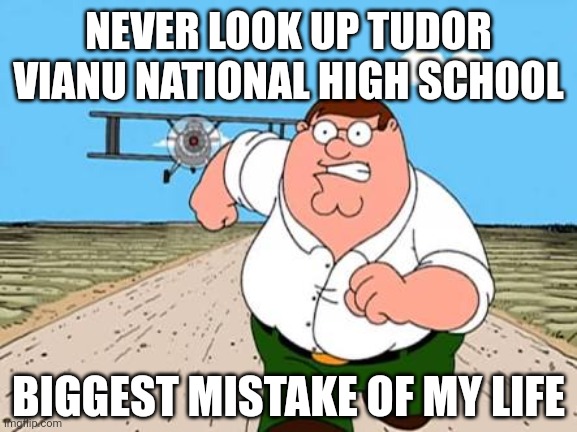 NEVER LOOK UP TUDOR
VIANU NATIONAL HIGH SCHOOL
BIGGEST MISTAKE OF MY LIFE
imgflip.com